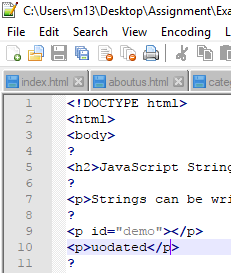 C:\Users\m13\Desktop\Assignment\Exa
File Edit Search View Encoding L
index.html aboutus.html cate
1 <!DOCTYPE html>
2 <html>
3 <body>
4 ?
5 <h2>JavaScript String
6 ?
7 <p>Strings can be wri
8 ?
9 <p id="demo"></p>
10 <p>uodated</p>
11 ?